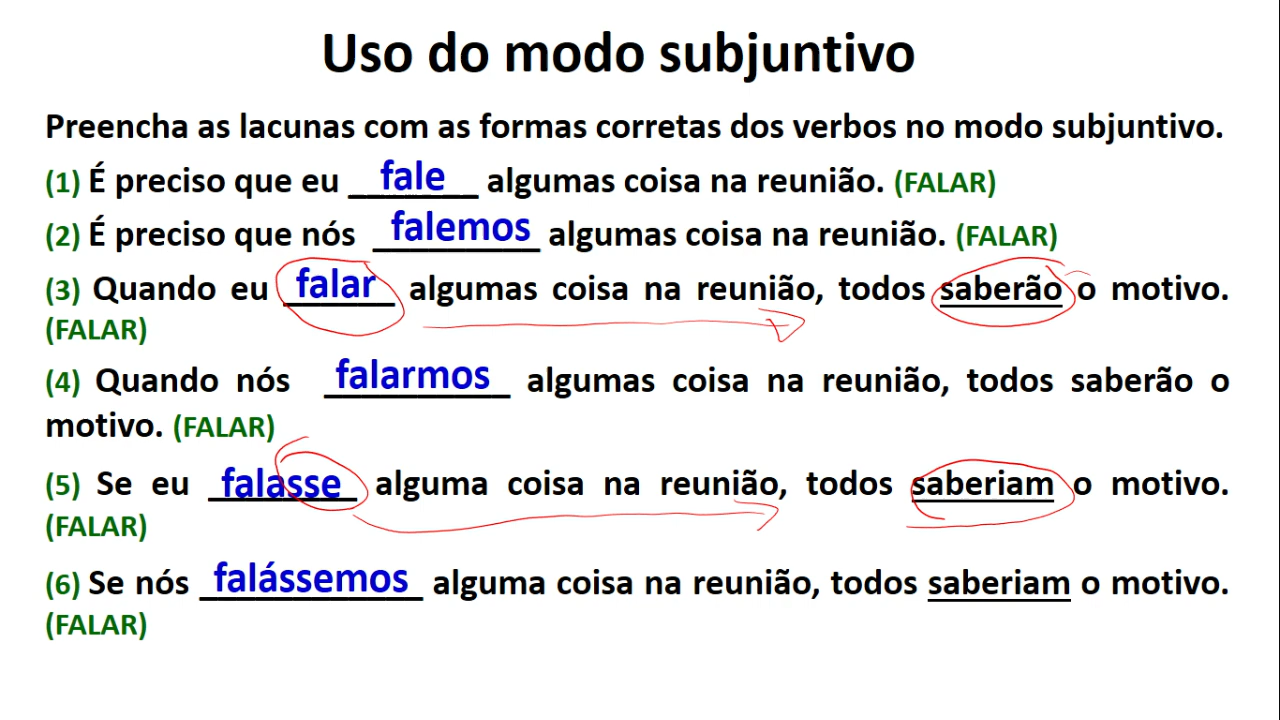 Uso do modo subjuntivo
Preencha as lacunas com as formas corretas dos verbos no modo subjuntivo.
(1) É preciso que eu fale algumas coisa na reunião. (FALAR)
(2) É preciso que nós falemos algumas coisa na reunião. (FALAR)
(3) Quando eu falar algumas coisa na reunião, todos saberão o motivo.
(FALAR)
(4) Quando nós falarmos algumas coisa na reunião, todos saberão o
motivo. (FALAR)
(5) Se eu falasse alguma coisa na reunião, todos saberiam o motivo.
(FALAR)
(6) Se nós falássemos alguma coisa na reunião, todos saberiam o motivo.
(FALAR)